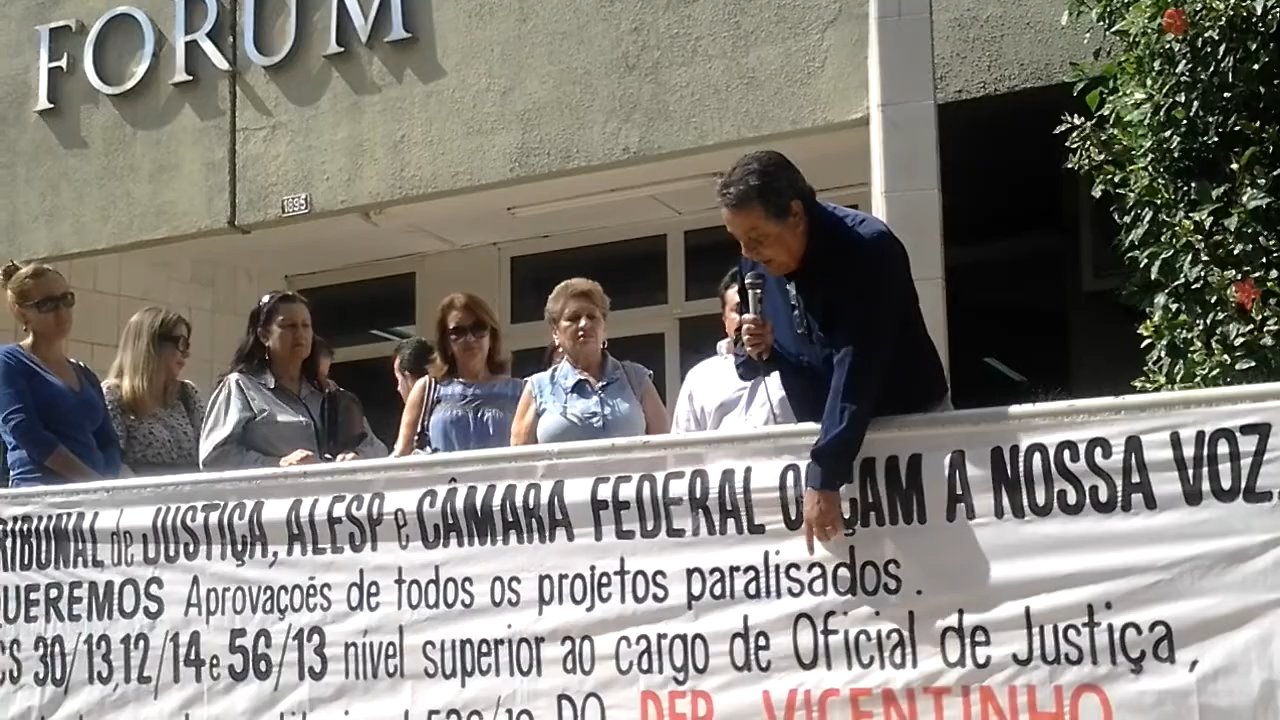 FORUM
1895
TRIBUNAL de JUSTIÇA, ALESP e CÂMARA FEDERAL OUÇAM A NOSSA VOZ,
QUEREMOS Aprovações de todos os projetos paralisados.
30/13,12/14 e 56/13 nível superior ao cargo de Oficial de Justiça,
DO DEP. VICENTINHO